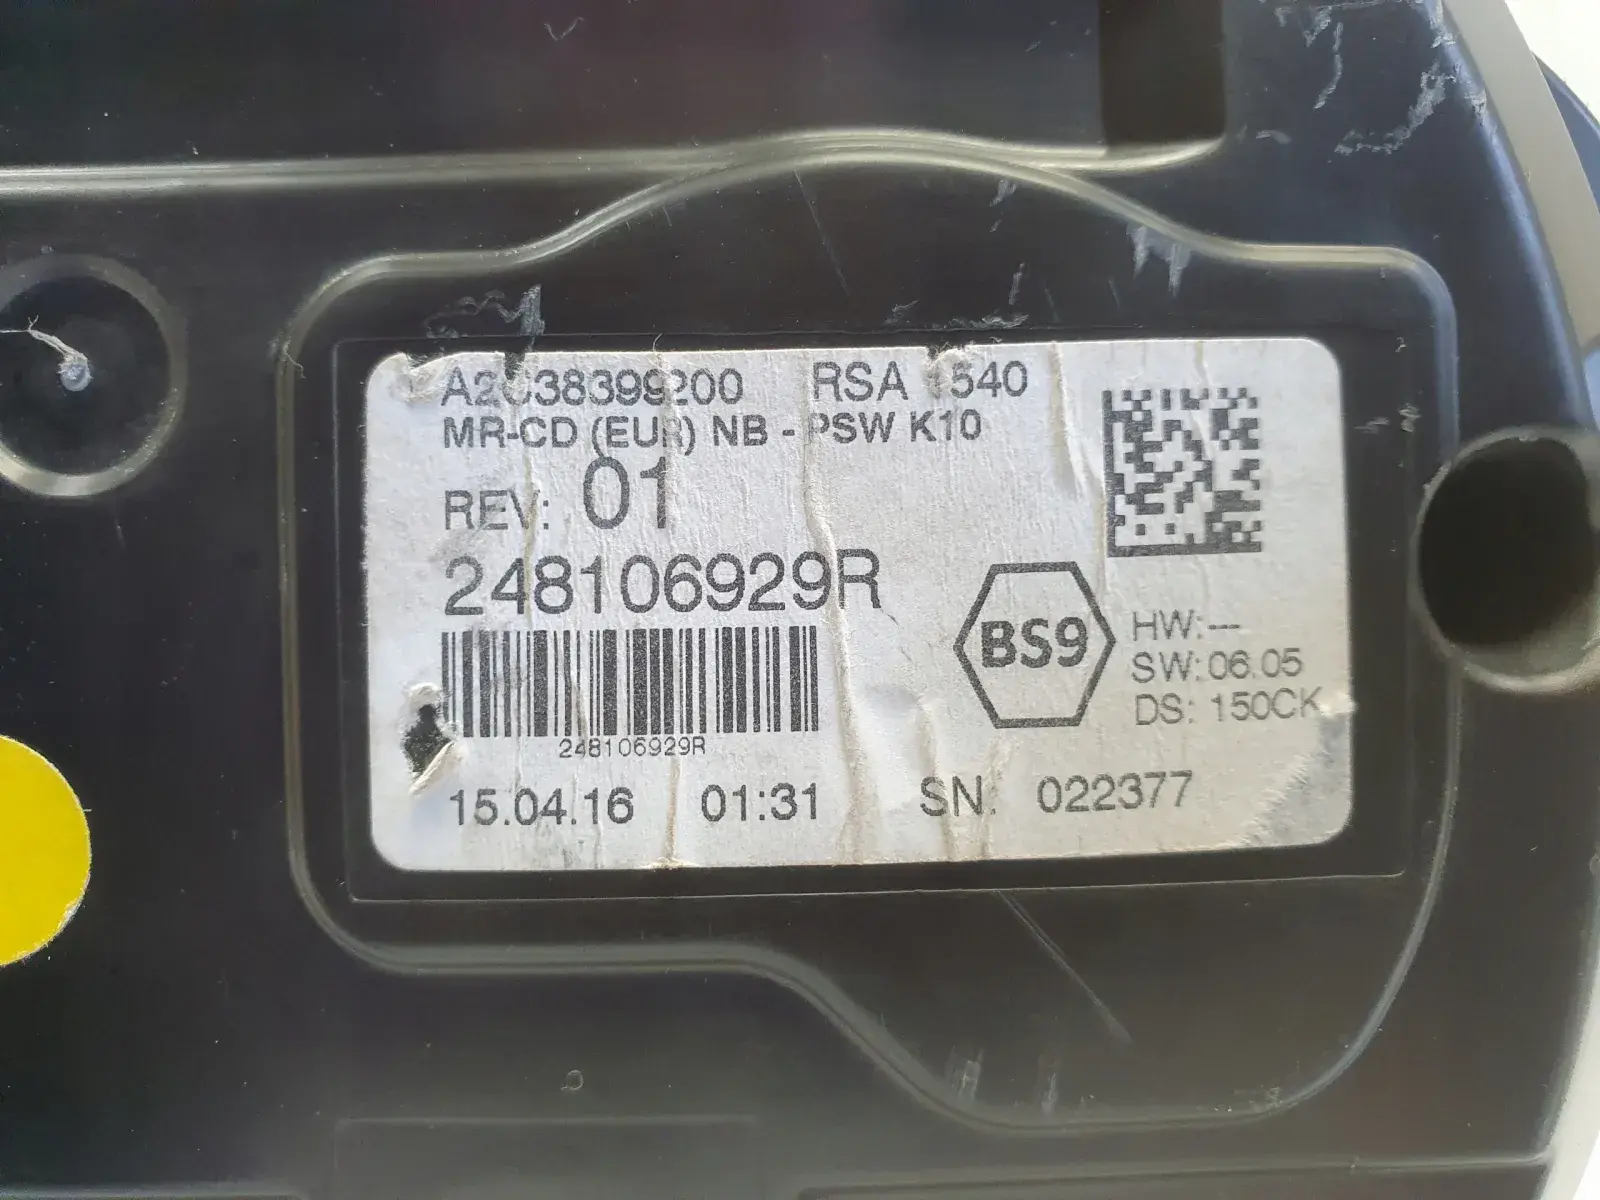 A2C38399200 RSA 1540
MR-CD (EUR) NB - PSW K10
REV: 01
248106929R
248106929R
BS9
HW:--
SW:06.05
DS: 150CK
15.04.16 01:31 SN: 022377